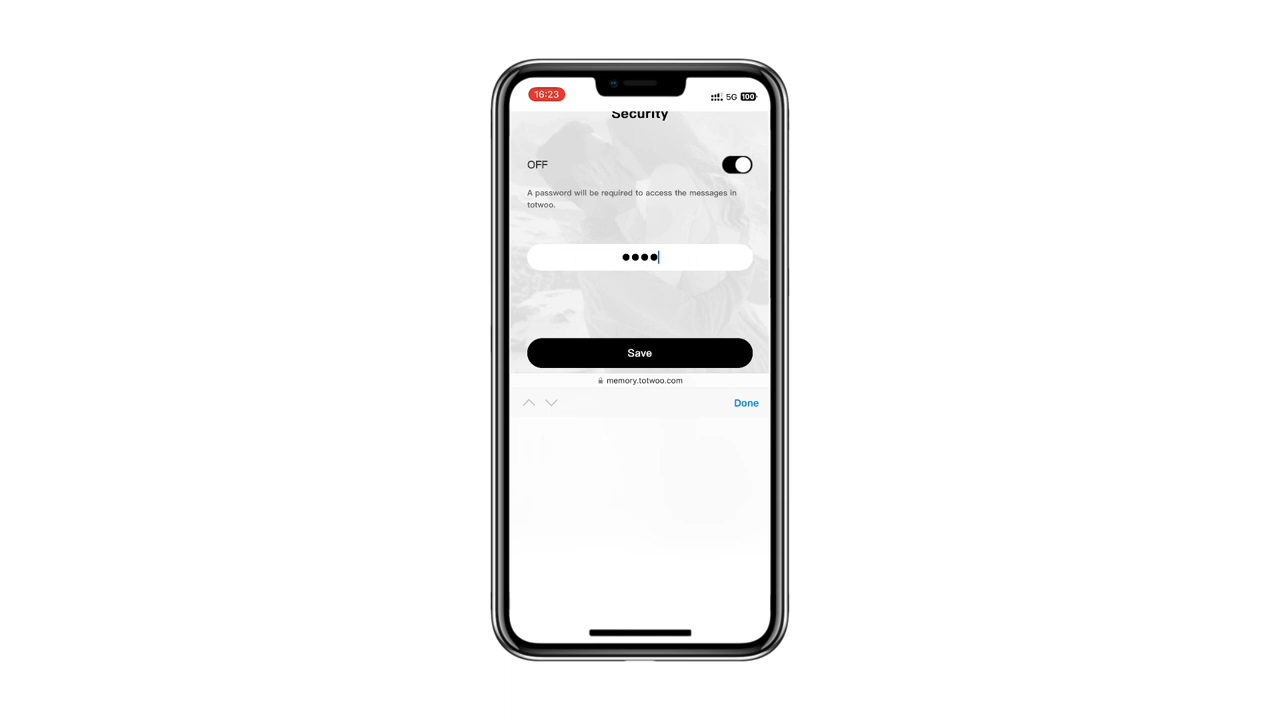 16:23
5G 100
Security
OFF
A password will be required to access the messages in
totwoo.
Save
memory.totwoo.com
Done